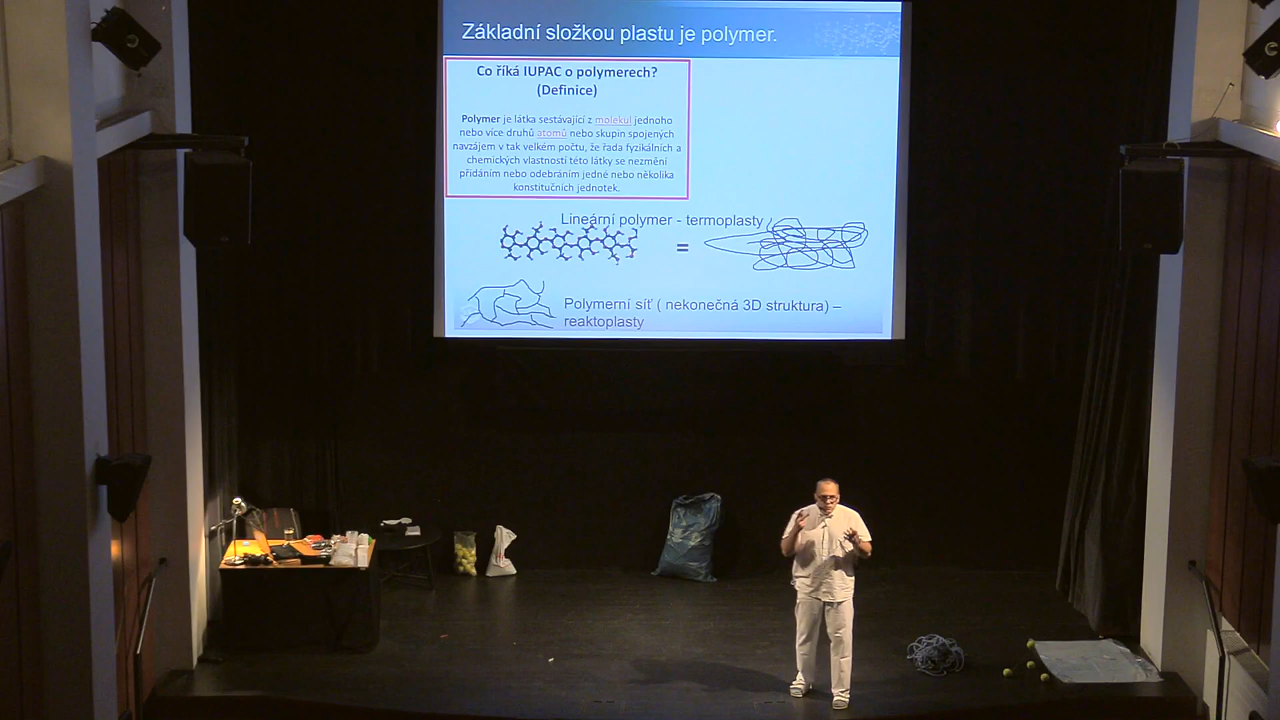 Základní složkou plastu je polymer.
Co říká IUPAC o polymerech?
(Definice)
Polymer je látka sestávající z molekul jednoho
nebo více druhů atomů nebo skupin spojených
navzájem v tak velkém počtu, že řada fyzikálních a
chemických vlastností této látky se nezmění
přidáním nebo odebráním jedné nebo několika
konstitučních jednotek.
Lineární polymer - termoplasty
=
Polymerní síť ( nekonečná 3D struktura) –
reaktoplasty